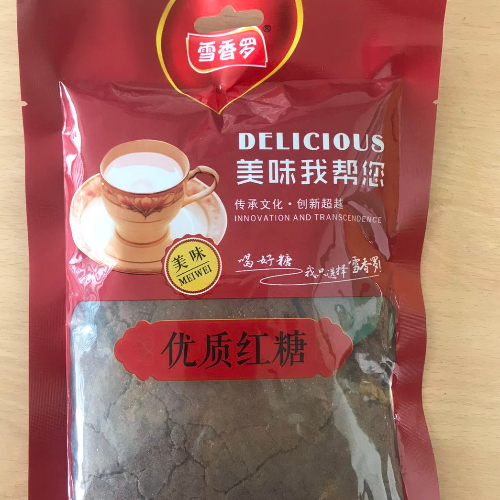 雪香罗
DELICIOUS
美味我帮您
传承文化·创新超越
INNOVATION AND TRANSCENDENCE
喝好糖
我只选择雪香罗!
美味
MEIWEI
优质红糖